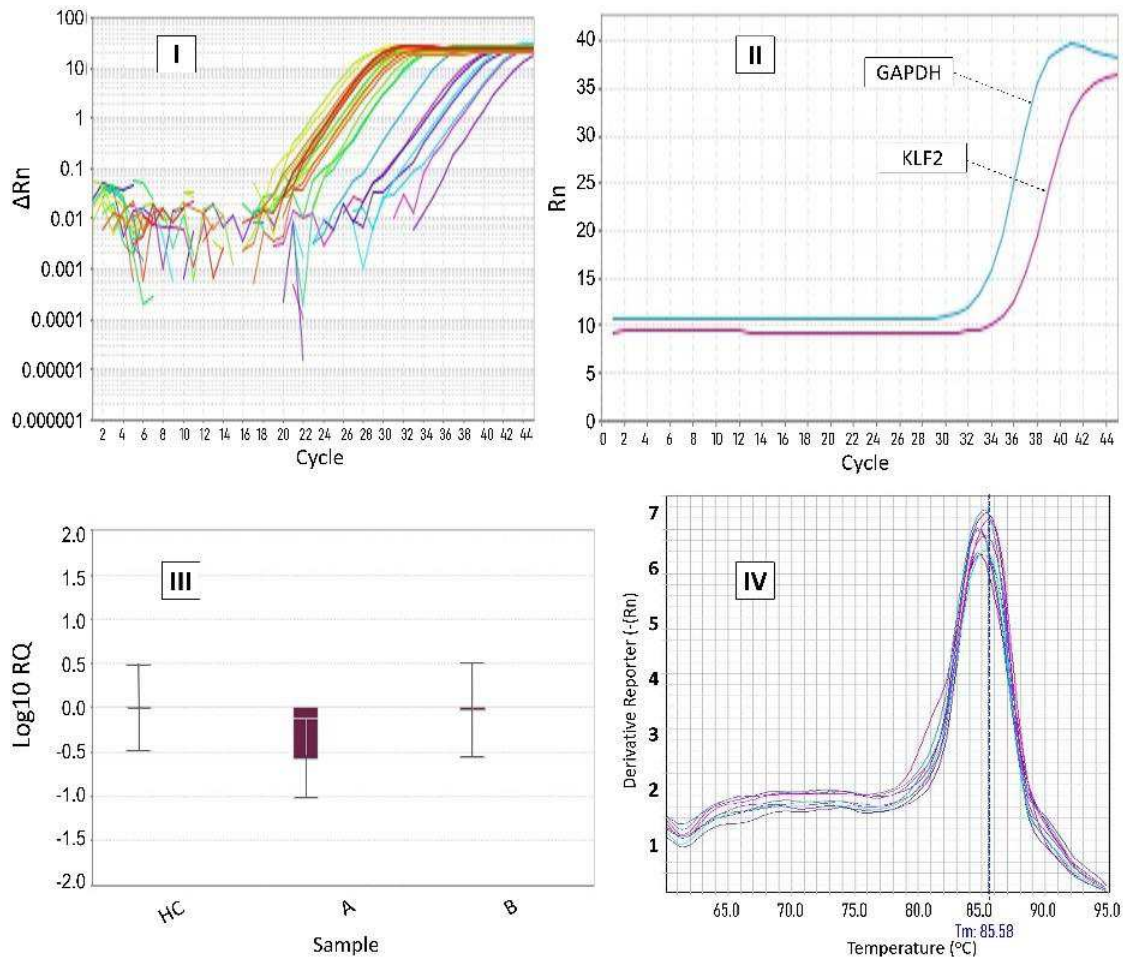 I
ΔRn
100
10
1
0.1
0.01
0.001
0.0001
0.00001
0.000001
2 4 6 8 10 12 14 16 18 20 22 24 26 28 30 32 34 36 38 40 42 44
Cycle
II
Rn
40
35
30
25
20
15
10
5
0
GAPDH
KLF2
0 2 4 6 8 10 12 14 16 18 20 22 24 26 28 30 32 34 36 38 40 42 44
Cycle
III
Log10 RQ
2.0
1.5
1.0
0.5
0.0
-0.5
-1.0
-1.5
-2.0
HC A B
Sample
IV
Derivative Reporter (-(Rn)
7
6
5
4
3
2
1
65.0 70.0 75.0 80.0 85.0 90.0 95.0
Tm: 85.58
Temperature (°C)